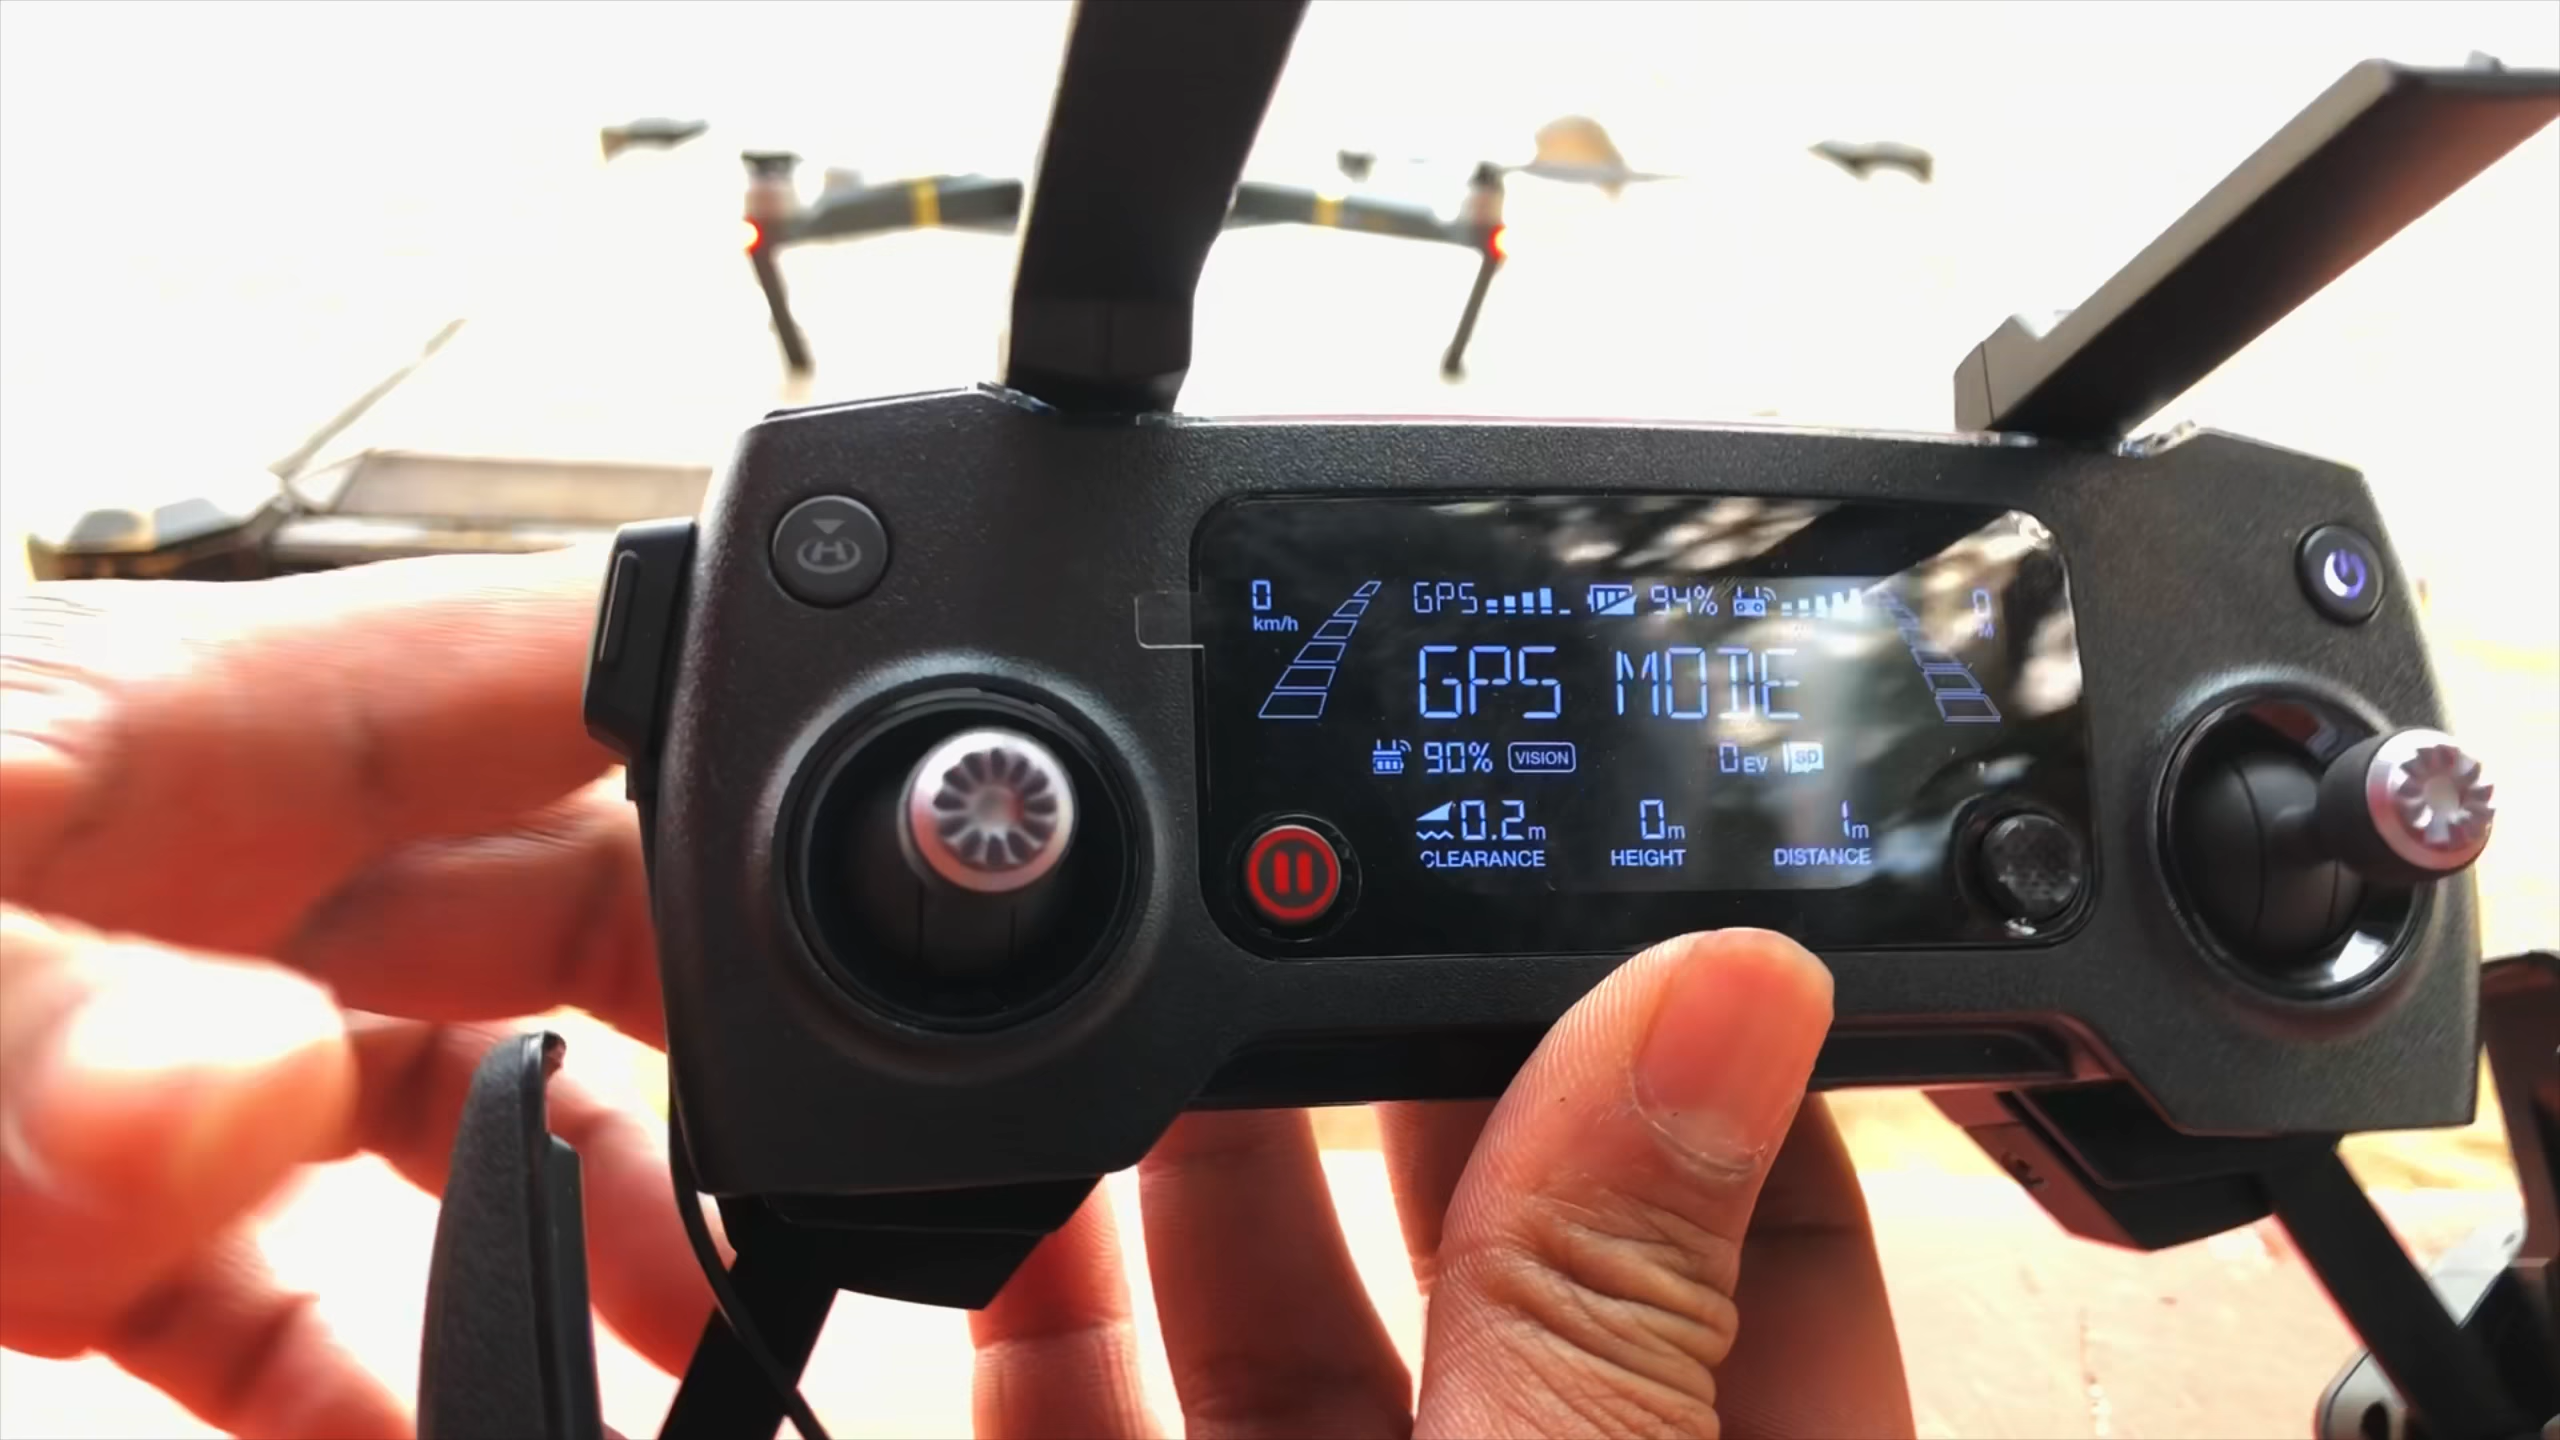 0 GPS 94% 0
km/h M
GPS MODE
90% VISION 0EV SD
0.2m 0m 1m
CLEARANCE HEIGHT DISTANCE
H